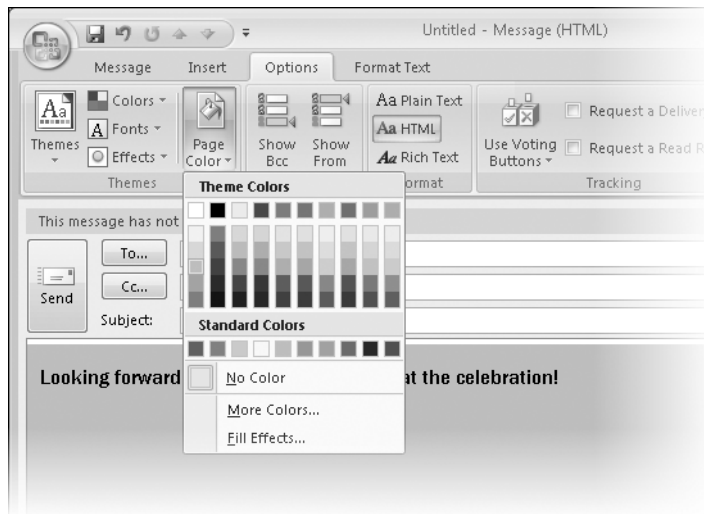 Untitled - Message (HTML)
Message Insert Options Format Text
Aa Colors Aa Plain Text Request a Deliver
A Fonts Aa HTML
Themes Effects Page Color Show Bcc Show From Aa Rich Text Use Voting Buttons Request a Read R
Themes ormat Tracking
Theme Colors
This message has not
To...
Cc...
Send
Subject:
Standard Colors
No Color
Looking forward at the celebration!
More Colors...
Fill Effects...